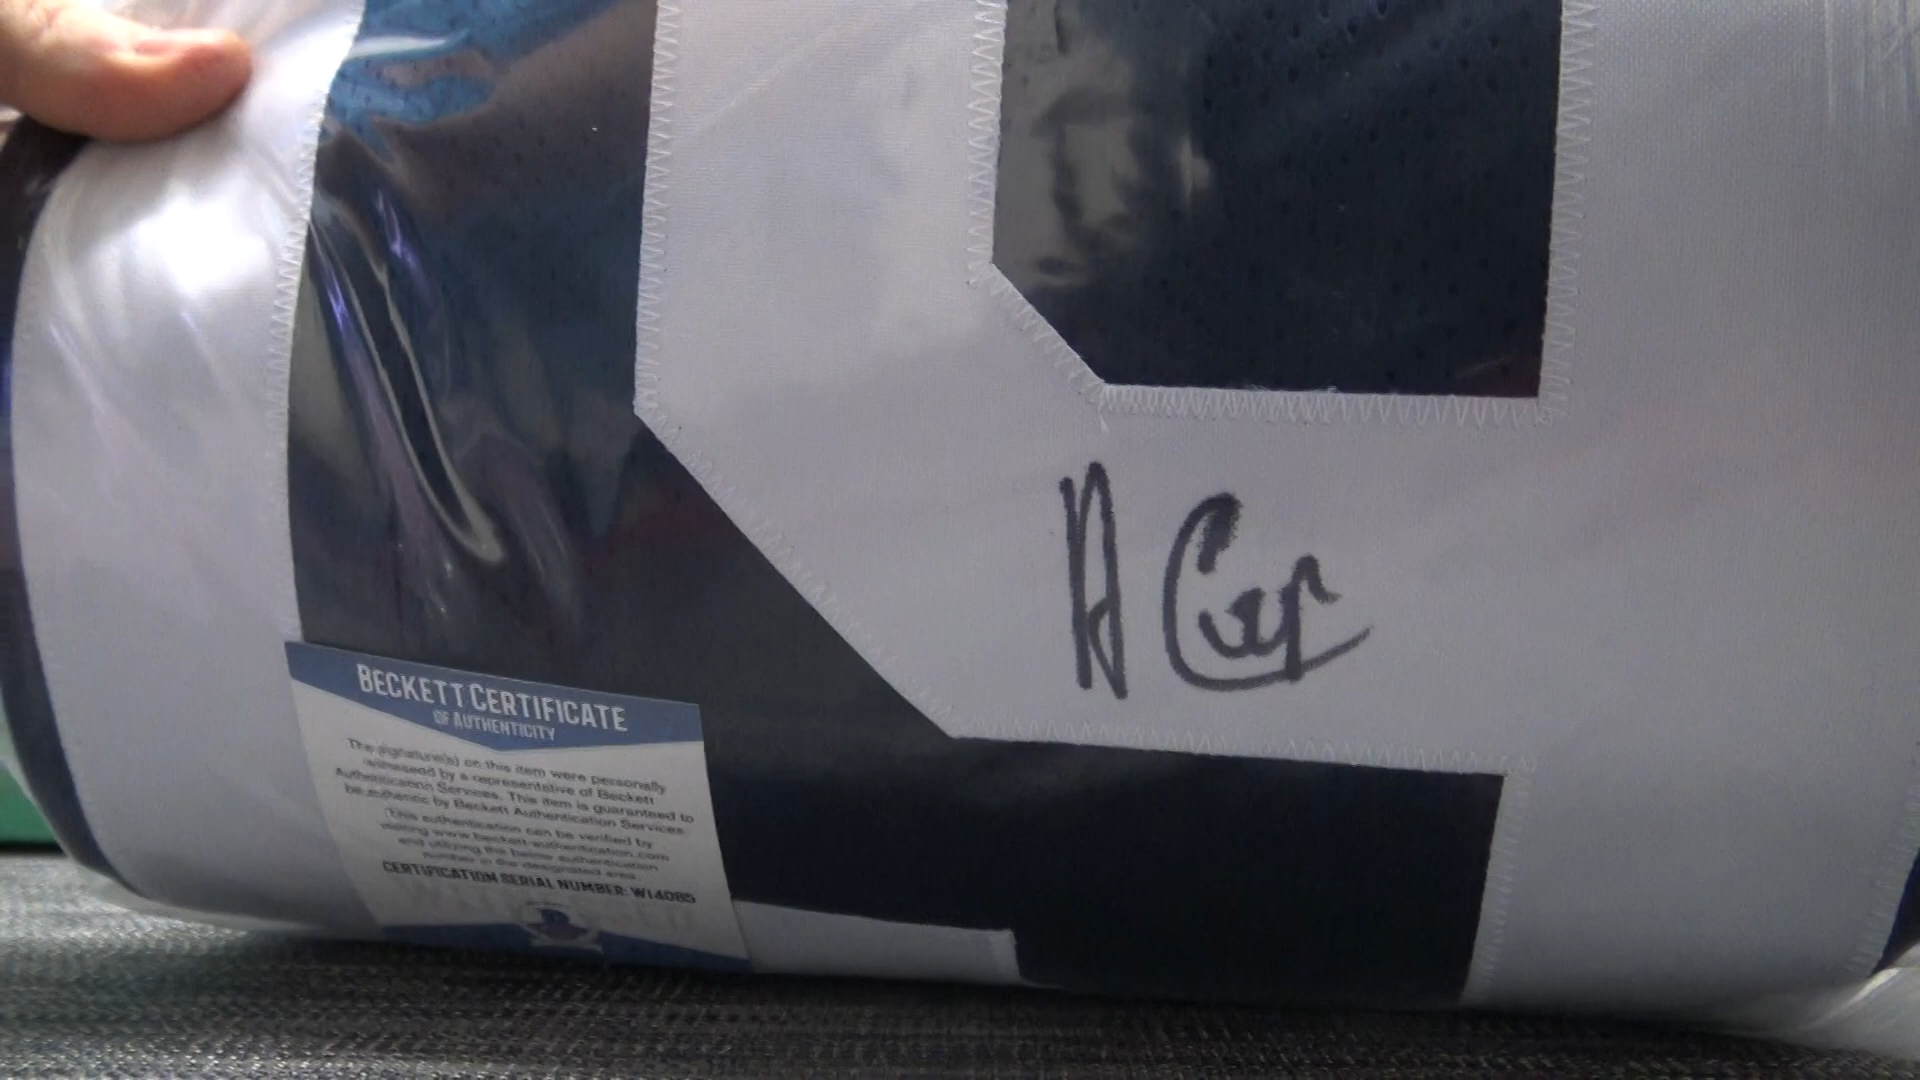 BECKETT CERTIFICATE
OF AUTHENTICITY
The signature(s) on this item were personally
witnessed by a representative of Beckett
Authentication Services. This item is guaranteed to
be authentic by Beckett Authentication Services.
This authentication can be verified by
visiting www.beckett-authentication.com
and utilizing the below authentication
number in the designated area.
CERTIFICATION SERIAL NUMBER: W14085